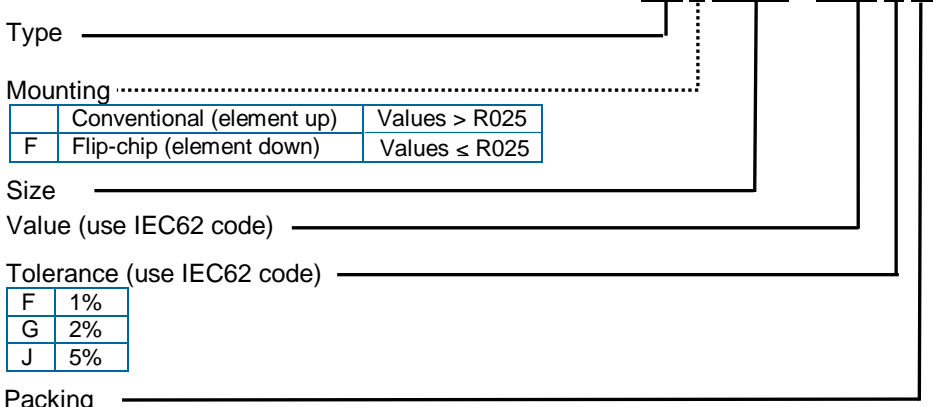 Type
Mounting
Conventional (element up) Values > R025
F Flip-chip (element down) Values ≤ R025
Size
Value (use IEC62 code)
Tolerance (use IEC62 code)
F 1%
G 2%
J 5%
Packing